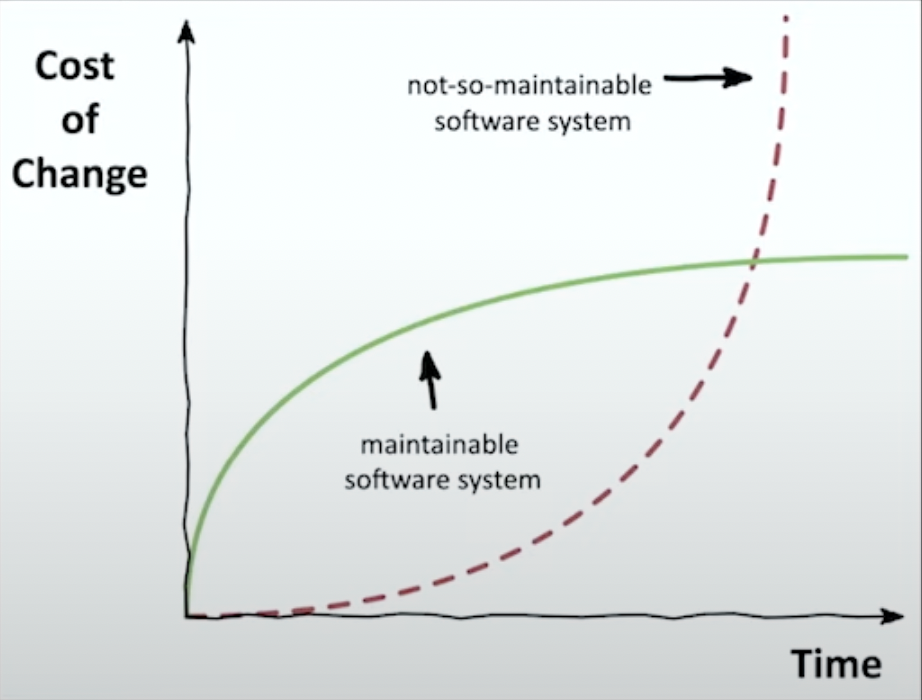 Cost
of
Change
not-so-maintainable
software system
maintainable
software system
Time